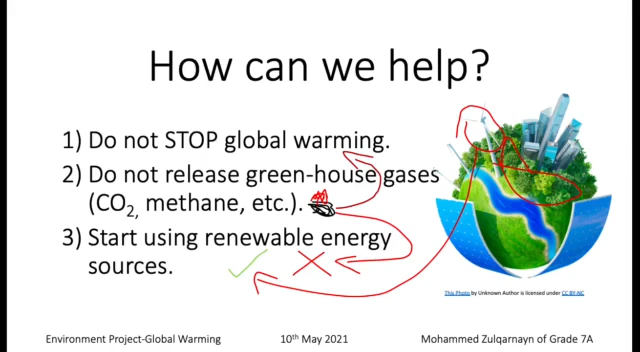 How can we help?
1) Do not STOP global warming.
2) Do not release green-house gases
(CO2, methane, etc.).
3) Start using renewable energy
sources.
This Photo by Unknown Author is licensed under CC BY-NC
Environment Project-Global Warming
10th May 2021
Mohammed Zulqarnayn of Grade 7A